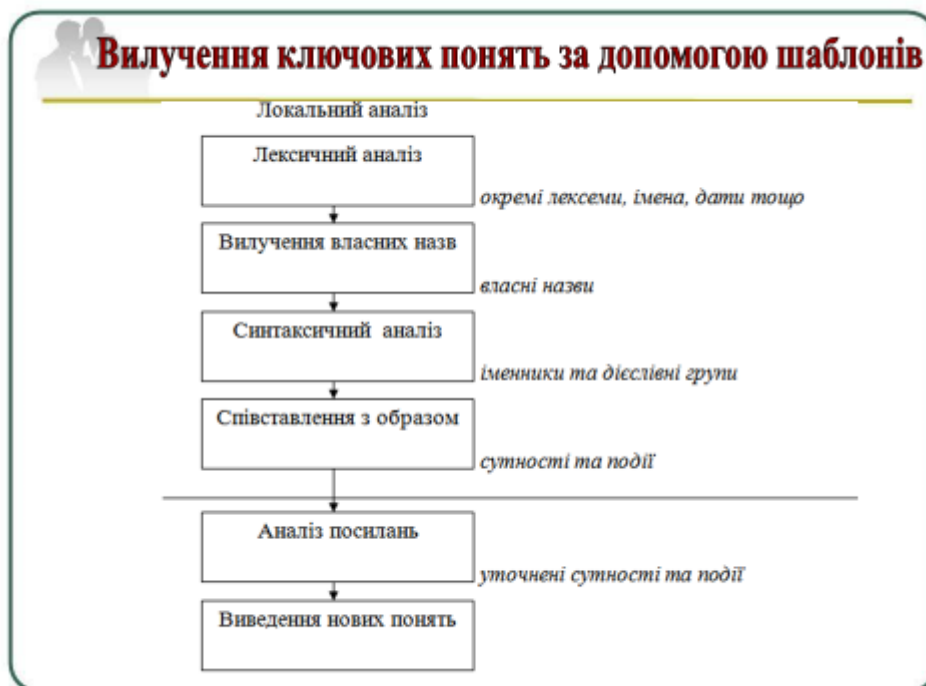 Вилучення ключових понять за допомогою шаблонів
Локальний аналіз
Лексичний аналіз
окремі лексеми, імена, дати тощо
Вилучення власних назв
власні назви
Синтаксичний аналіз
іменники та дієслівні групи
Співставлення з образом
сутності та події
Аналіз посилань
уточнені сутності та події
Виведення нових понять